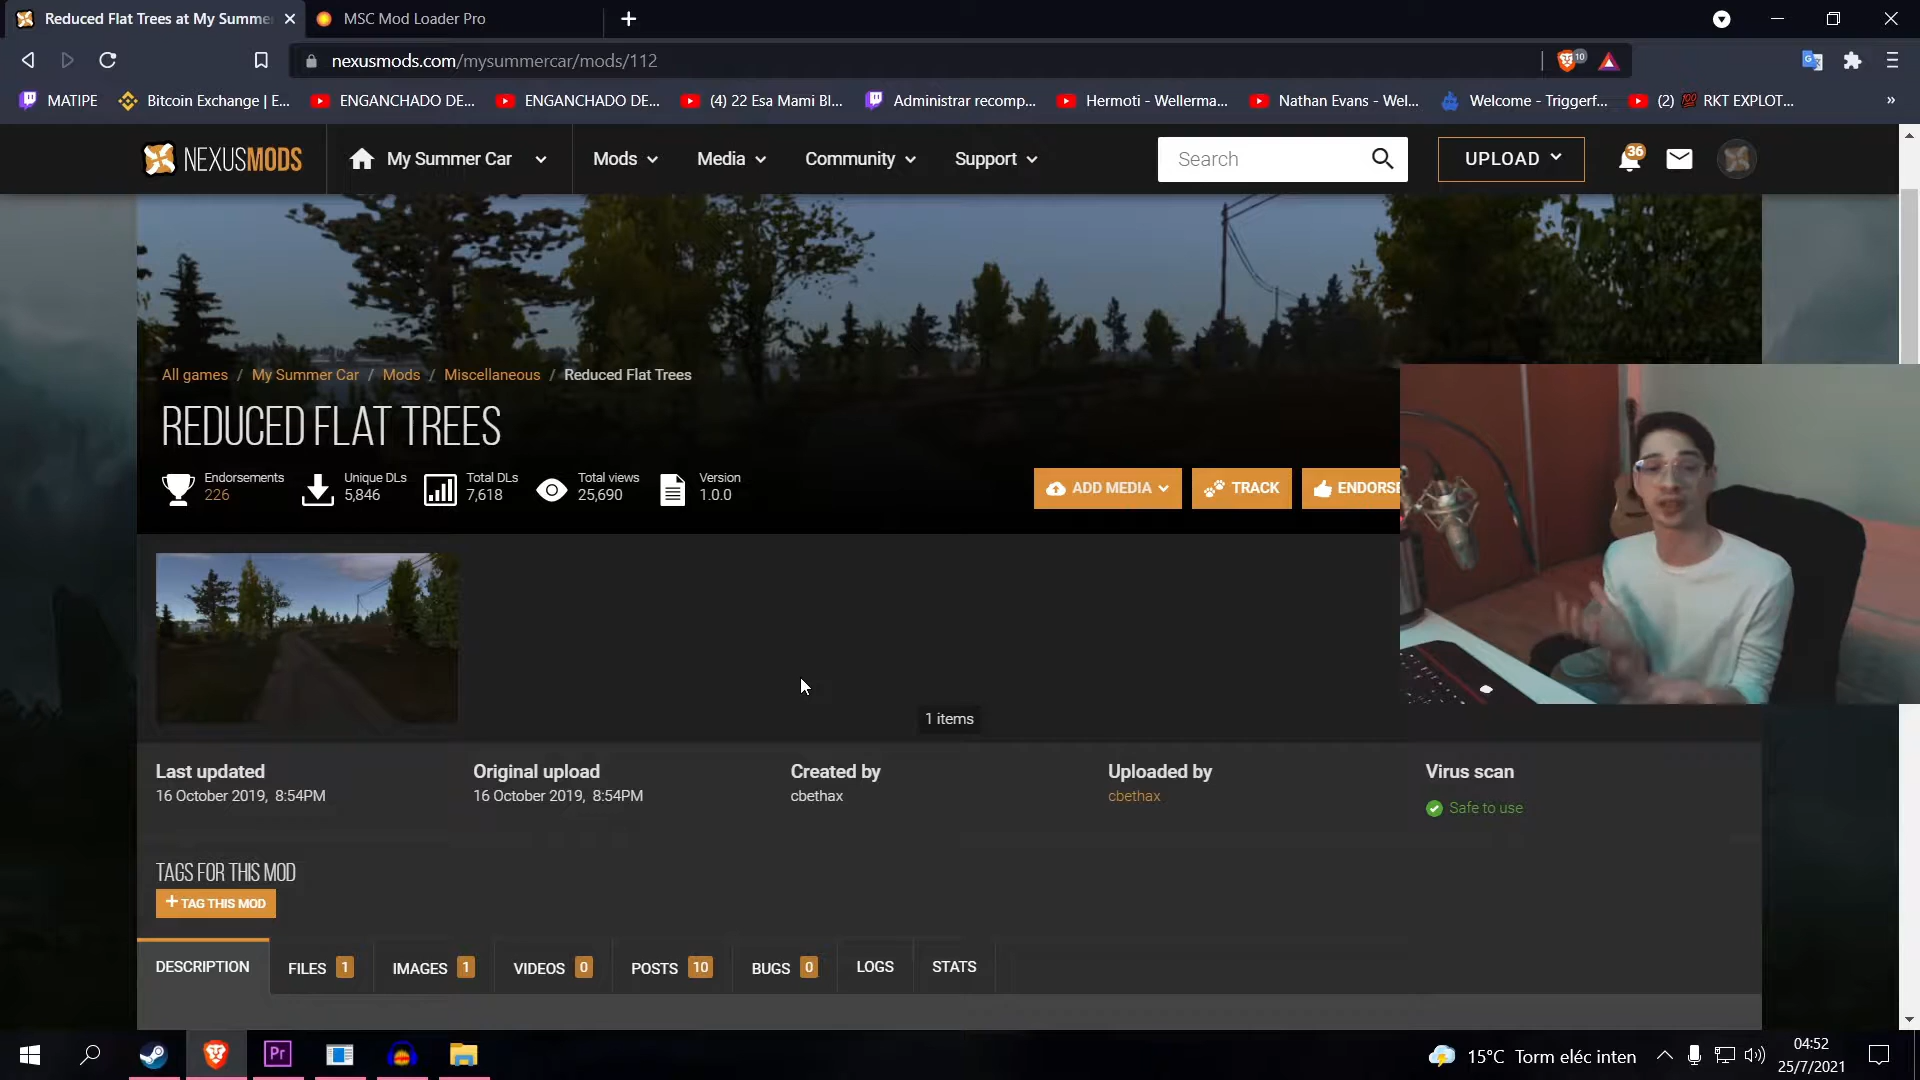 Reduced Flat Trees at My Summe
MSC Mod Loader Pro
nexusmods.com/mysummercar/mods/112
10
MATIPE
Bitcoin Exchange | E...
ENGANCHADO DE...
ENGANCHADO DE...
(4) 22 Esa Mami Bl...
Administrar recomp...
Hermoti - Wellerma...
Nathan Evans - Wel...
Welcome - Triggerf...
(2) 💯 RKT EXPLOT...
»
NEXUSMODS
My Summer Car
Mods
Media
Community
Support
Search
UPLOAD
36
All games / My Summer Car / Mods / Miscellaneous / Reduced Flat Trees
REDUCED FLAT TREES
Endorsements
226
Unique DLs
5,846
Total DLs
7,618
Total views
25,690
Version
1.0.0
ADD MEDIA
TRACK
ENDORSE
1 items
Last updated
16 October 2019, 8:54PM
Original upload
16 October 2019, 8:54PM
Created by
cbethax
Uploaded by
cbethax
Virus scan
Safe to use
TAGS FOR THIS MOD
+ TAG THIS MOD
DESCRIPTION
FILES 1
IMAGES 1
VIDEOS 0
POSTS 10
BUGS 0
LOGS
STATS
Pr
15°C Torm eléc inten
04:52
25/7/2021